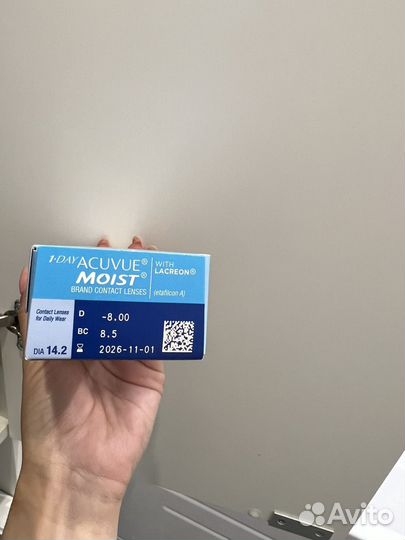 1-DAY ACUVUE®
MOIST®
BRAND CONTACT LENSES
WITH
LACREON®
(etafilcon A)
Contact Lenses
for Daily Wear
D -8.00
BC 8.5
2026-11-01
DIA 14.2
Avito